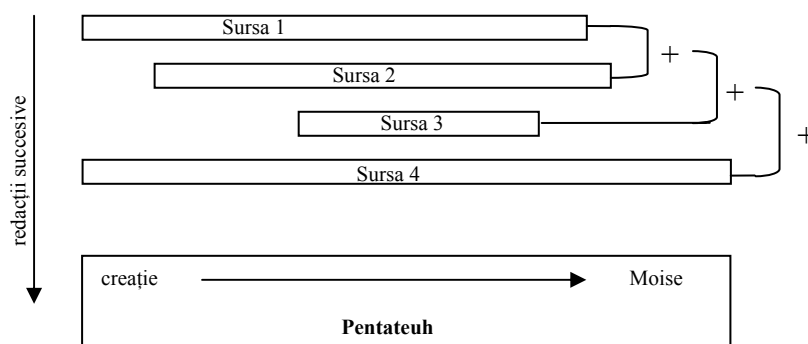 Sursa 1
+
Sursa 2
+
Sursa 3
+
Sursa 4
redacții succesive
creație
Moise
Pentateuh